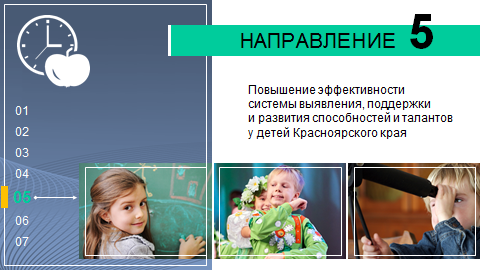 НАПРАВЛЕНИЕ 5
Повышение эффективности
системы выявления, поддержки
и развития способностей и талантов
у детей Красноярского края
01
02
03
04
05
06
07